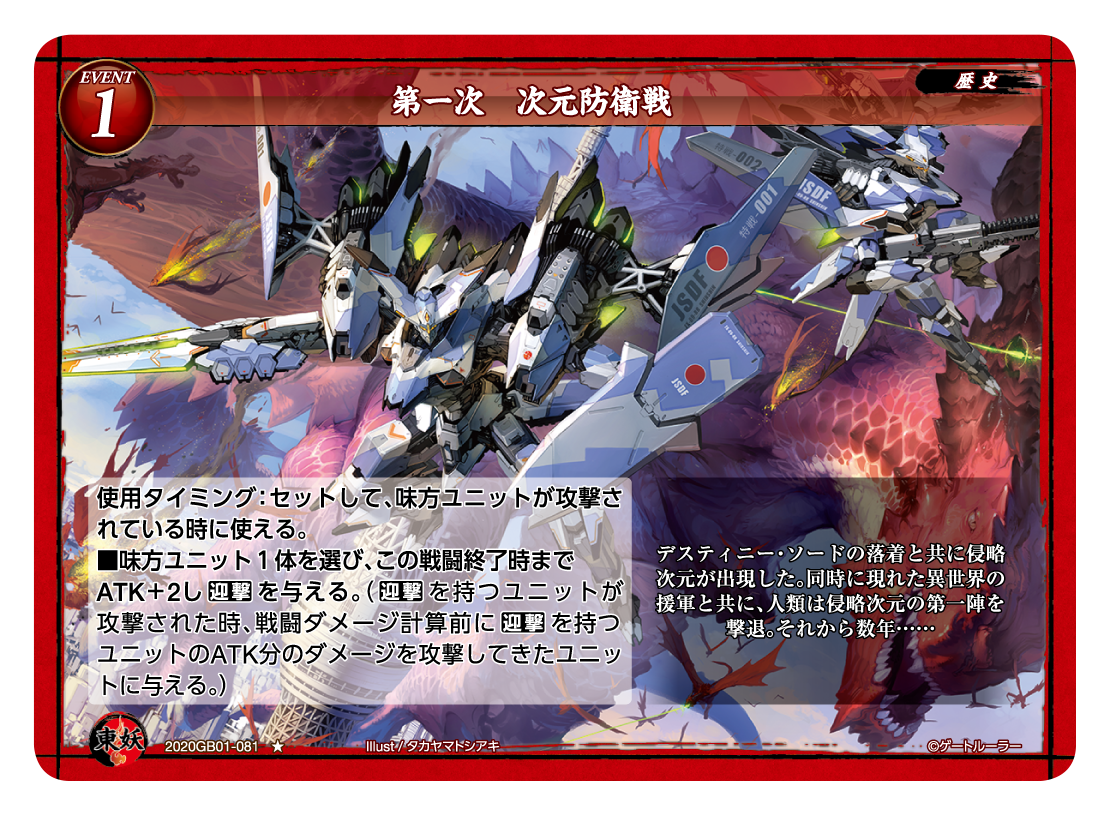 EVENT
1
第一次　次元防衛戦
歴史
特戦-002
JSDF
特戦-001
JSDF
JSDF
使用タイミング：セットして、味方ユニットが攻撃さ
れている時に使える。
■味方ユニット１体を選び、この戦闘終了時まで
ATK＋2し 迎撃 を与える。（ 迎撃 を持つユニットが
攻撃された時、戦闘ダメージ計算前に 迎撃 を持つ
ユニットのATK分のダメージを攻撃してきたユニッ
トに与える。）
デスティニー・ソードの落着と共に侵略
次元が出現した。同時に現れた異世界の
援軍と共に、人類は侵略次元の第一陣を
撃退。それから数年……
東妖
2020GB01-081 ★
Illust / タカヤマトシアキ
©ゲートルーラー